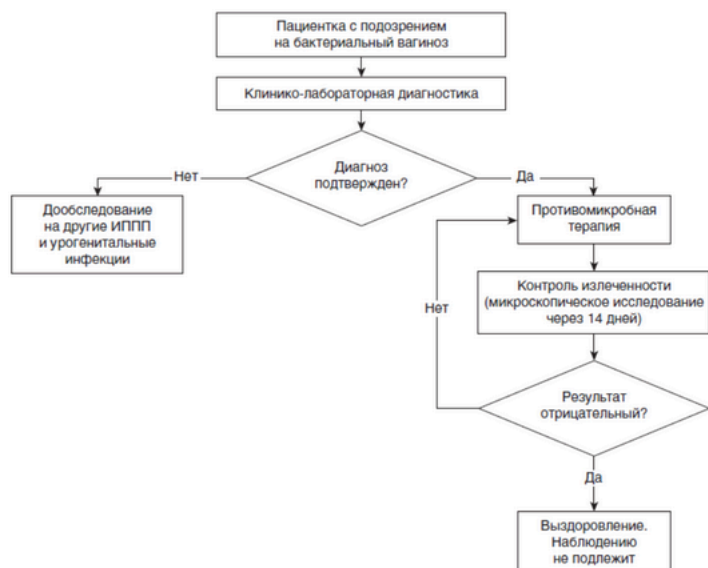 Пациентка с подозрением
на бактериальный вагиноз
Клинико-лабораторная диагностика
Диагноз
подтвержден?
Нет
Да
Дообследование
на другие ИППП
и урогенитальные
инфекции
Противомикробная
терапия
Контроль излеченности
(микроскопическое исследование
через 14 дней)
Нет
Результат
отрицательный?
Да
Выздоровление.
Наблюдению
не подлежит